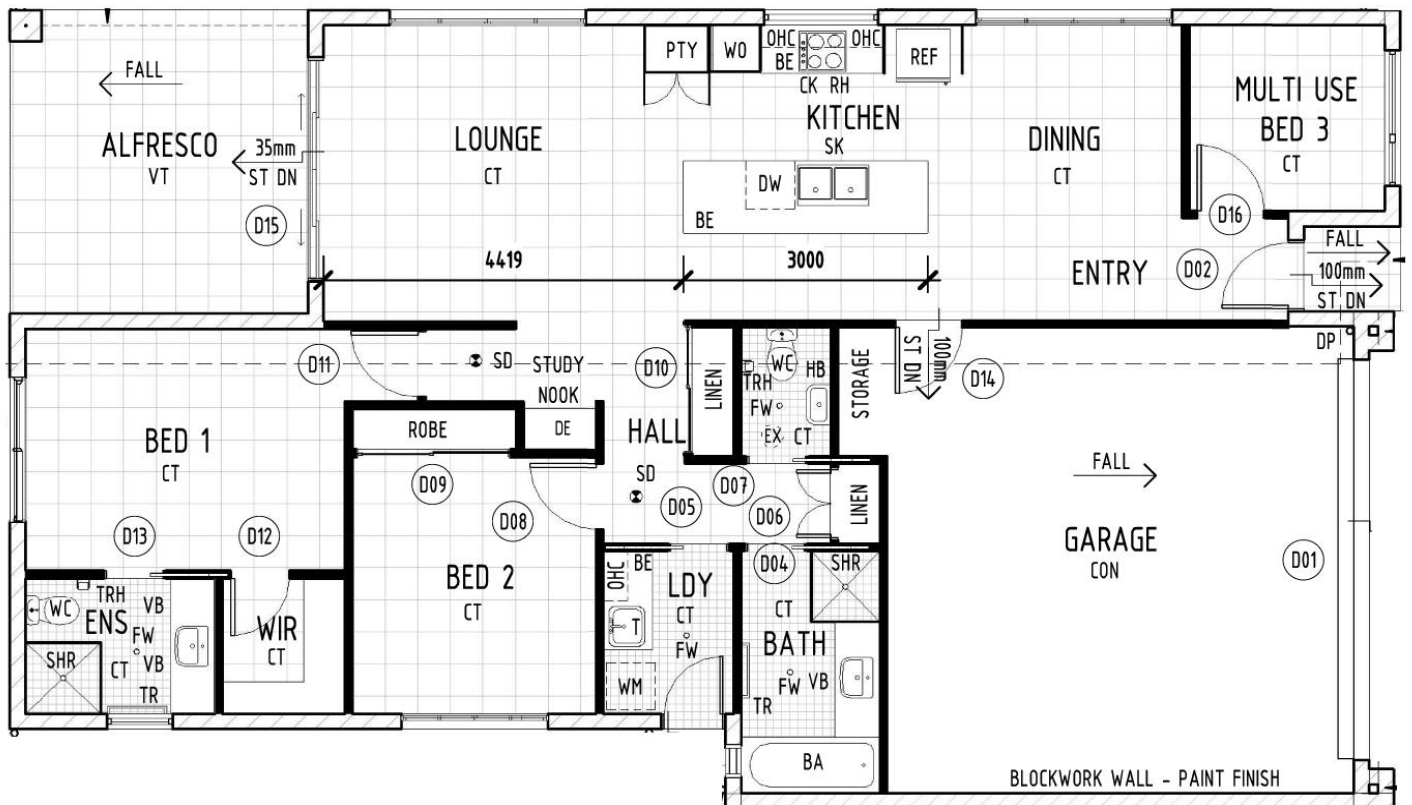 FALL
ALFRESCO
VT
35mm
ST DN
D15
LOUNGE
CT
PTY
WO
OHC
OHC
BE
CK RH
REF
KITCHEN
SK
DW
BE
DINING
CT
MULTI USE
BED 3
CT
D16
4419
3000
ENTRY
D02
FALL
100mm
ST DN
D11
SD
STUDY
NOOK
DE
D10
LINEN
WC
HB
TRH
FW
EX
CT
STORAGE
100mm
ST DN
D14
DP
BED 1
CT
ROBE
HALL
SD
D09
D08
D05
D07
D06
LINEN
FALL
GARAGE
CON
D01
D13
D12
BED 2
CT
OHC
BE
LDY
CT
FW
T
WM
D04
SHR
CT
BATH
FW
VB
TR
BA
WC
TRH
VB
ENS
FW
SHR
CT
VB
TR
WIR
CT
BLOCKWORK WALL - PAINT FINISH